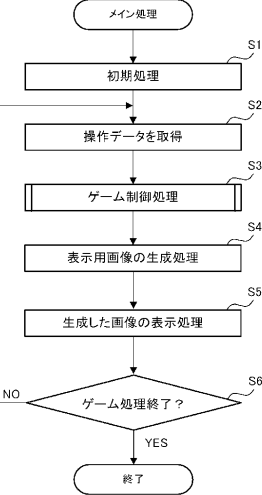 メイン処理
S1
初期処理
S2
操作データを取得
S3
ゲーム制御処理
S4
表示用画像の生成処理
S5
生成した画像の表示処理
S6
NO
ゲーム処理終了？
YES
終了